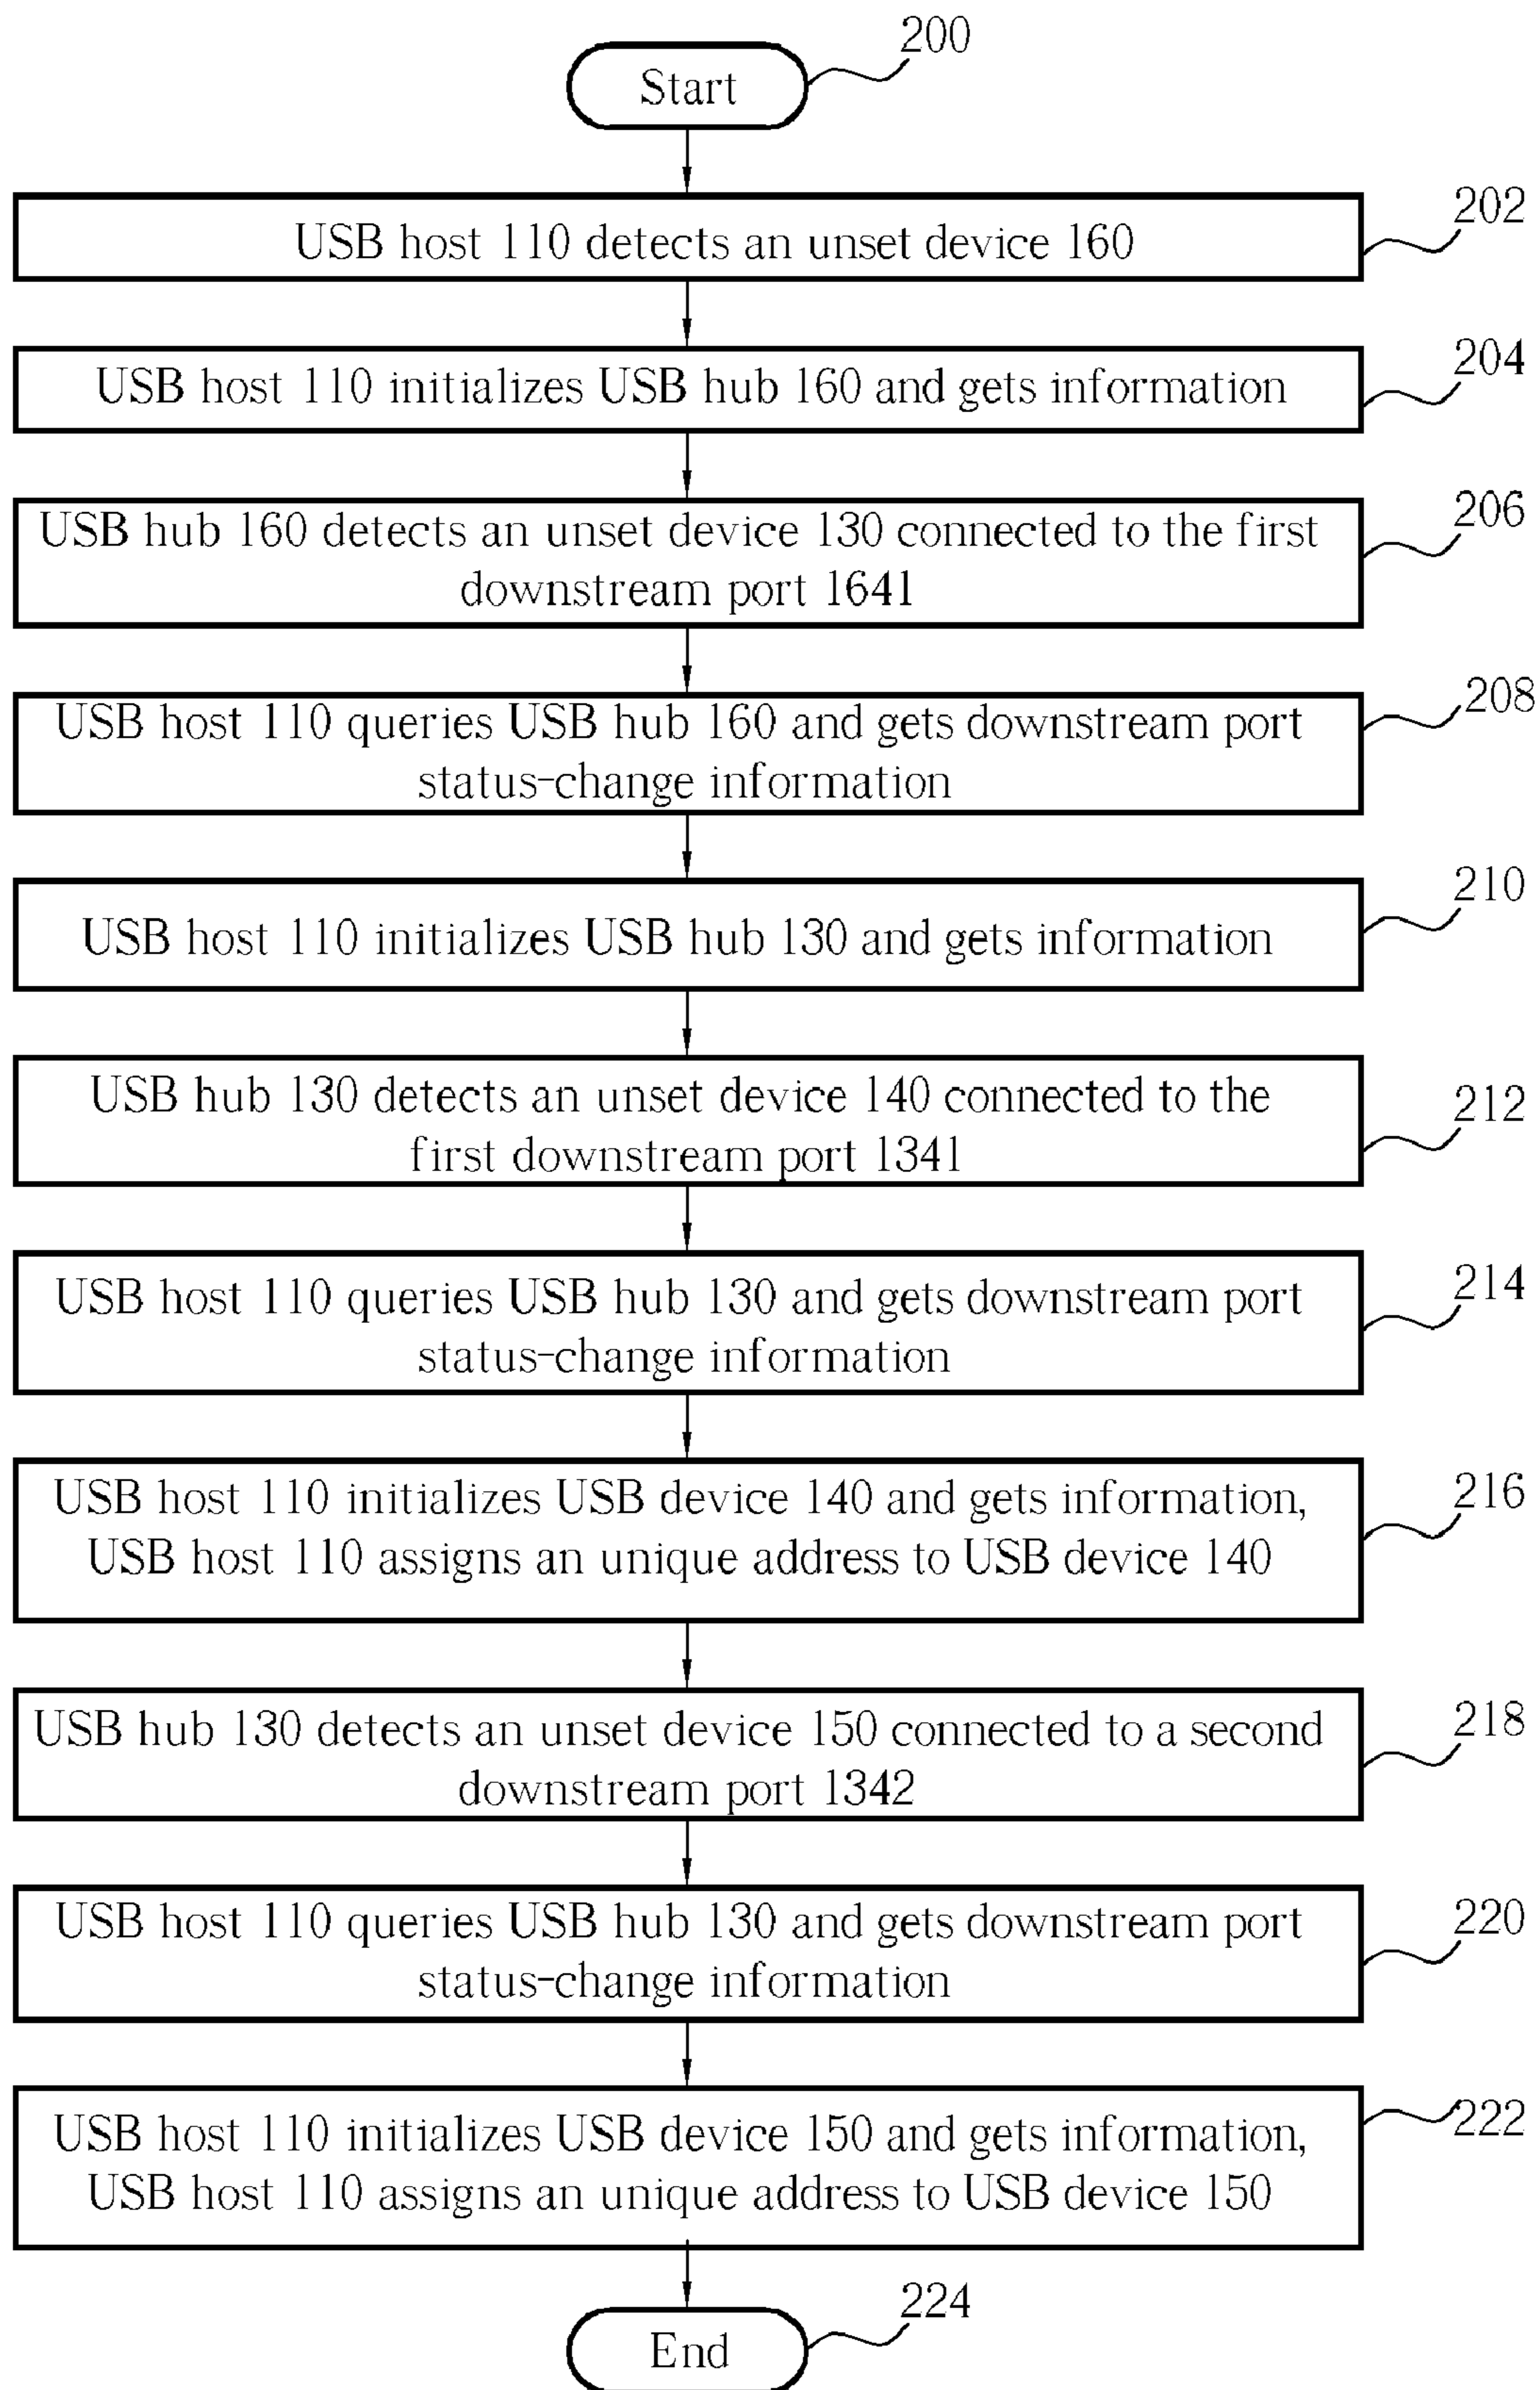 200
Start
202
USB host 110 detects an unset device 160
204
USB host 110 initializes USB hub 160 and gets information
206
USB hub 160 detects an unset device 130 connected to the first
downstream port 1641
208
USB host 110 queries USB hub 160 and gets downstream port
status-change information
210
USB host 110 initializes USB hub 130 and gets information
212
USB hub 130 detects an unset device 140 connected to the
first downstream port 1341
214
USB host 110 queries USB hub 130 and gets downstream port
status-change information
216
USB host 110 initializes USB device 140 and gets information,
USB host 110 assigns an unique address to USB device 140
218
USB hub 130 detects an unset device 150 connected to a second
downstream port 1342
220
USB host 110 queries USB hub 130 and gets downstream port
status-change information
222
USB host 110 initializes USB device 150 and gets information,
USB host 110 assigns an unique address to USB device 150
224
End